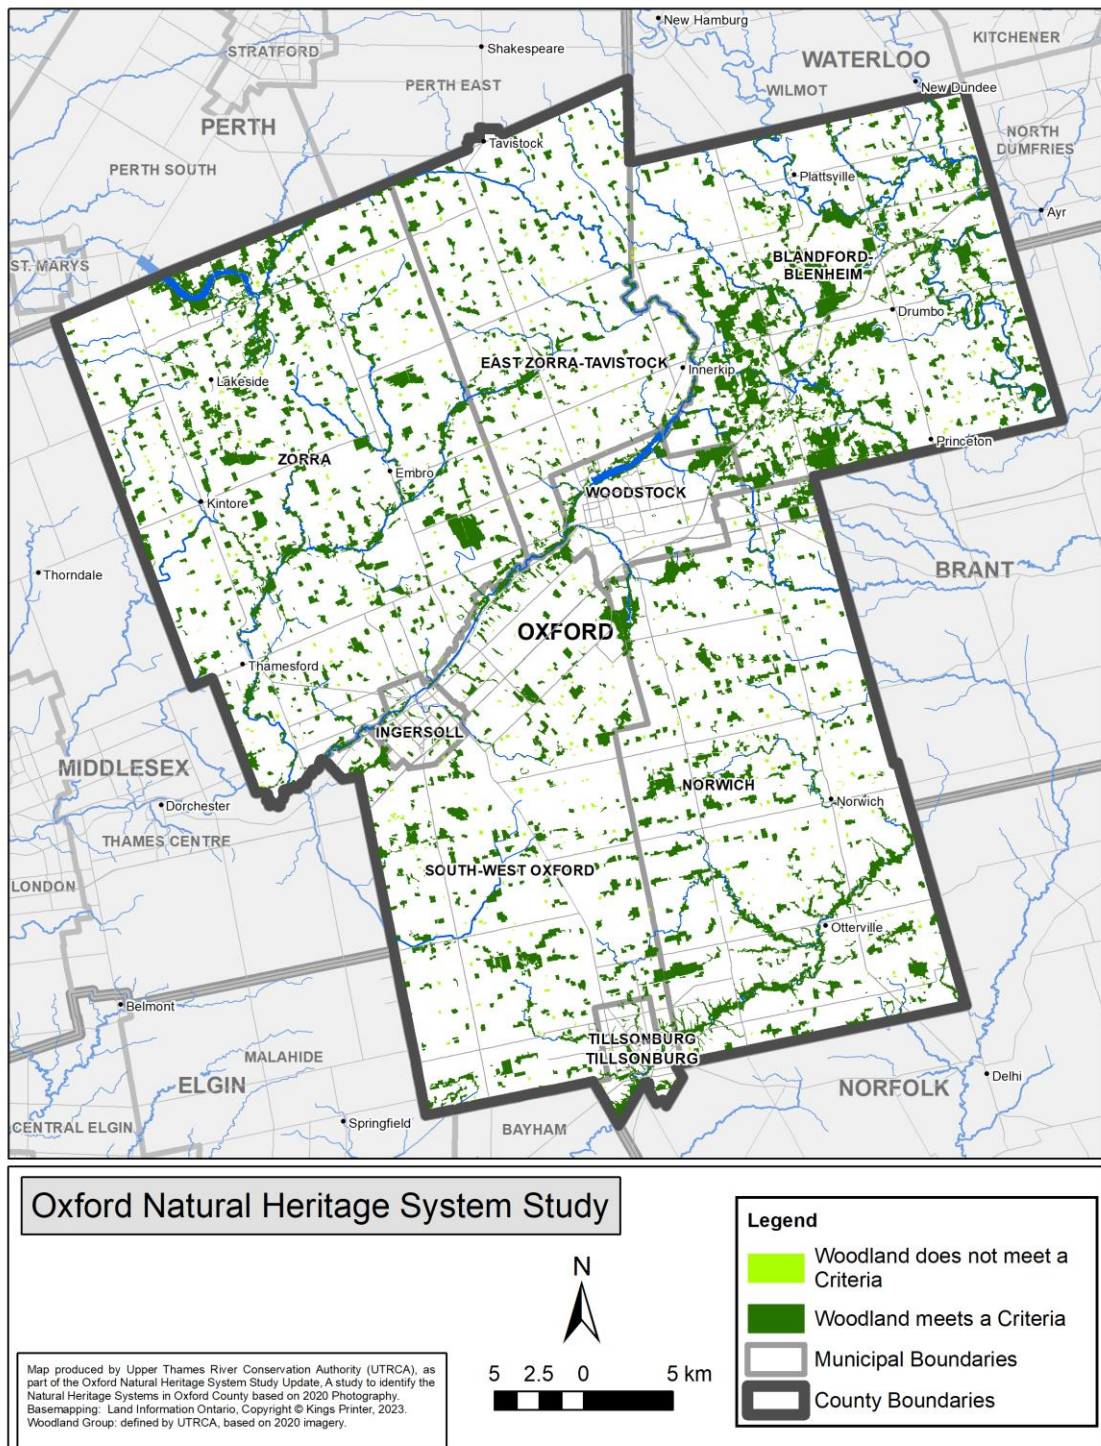 New Hamburg
KITCHENER
STRATFORD
Shakespeare
WATERLOO
PERTH EAST
WILMOT
New Dundee
PERTH
NORTH
DUMFRIES
Tavistock
PERTH SOUTH
Plattsville
Ayr
ST. MARYS
BLANDFORD-
BLENHEIM
Drumbo
EAST ZORRA-TAVISTOCK
Innerkip
Lakeside
Princeton
ZORRA
Embro
WOODSTOCK
Kintore
Thorndale
BRANT
OXFORD
Thamesford
INGERSOLL
MIDDLESEX
NORWICH
Norwich
Dorchester
THAMES CENTRE
SOUTH-WEST OXFORD
LONDON
Otterville
Belmont
TILLSONBURG
TILLSONBURG
MALAHIDE
ELGIN
NORFOLK
Delhi
CENTRAL ELGIN
Springfield
BAYHAM
Oxford Natural Heritage System Study
N
5 2.5 0 5 km
Map produced by Upper Thames River Conservation Authority (UTRCA), as
part of the Oxford Natural Heritage System Study Update, A study to identify the
Natural Heritage Systems in Oxford County based on 2020 Photography.
Basemapping: Land Information Ontario, Copyright © Kings Printer, 2023.
Woodland Group: defined by UTRCA, based on 2020 imagery.
Legend
Woodland does not meet a
Criteria
Woodland meets a Criteria
Municipal Boundaries
County Boundaries